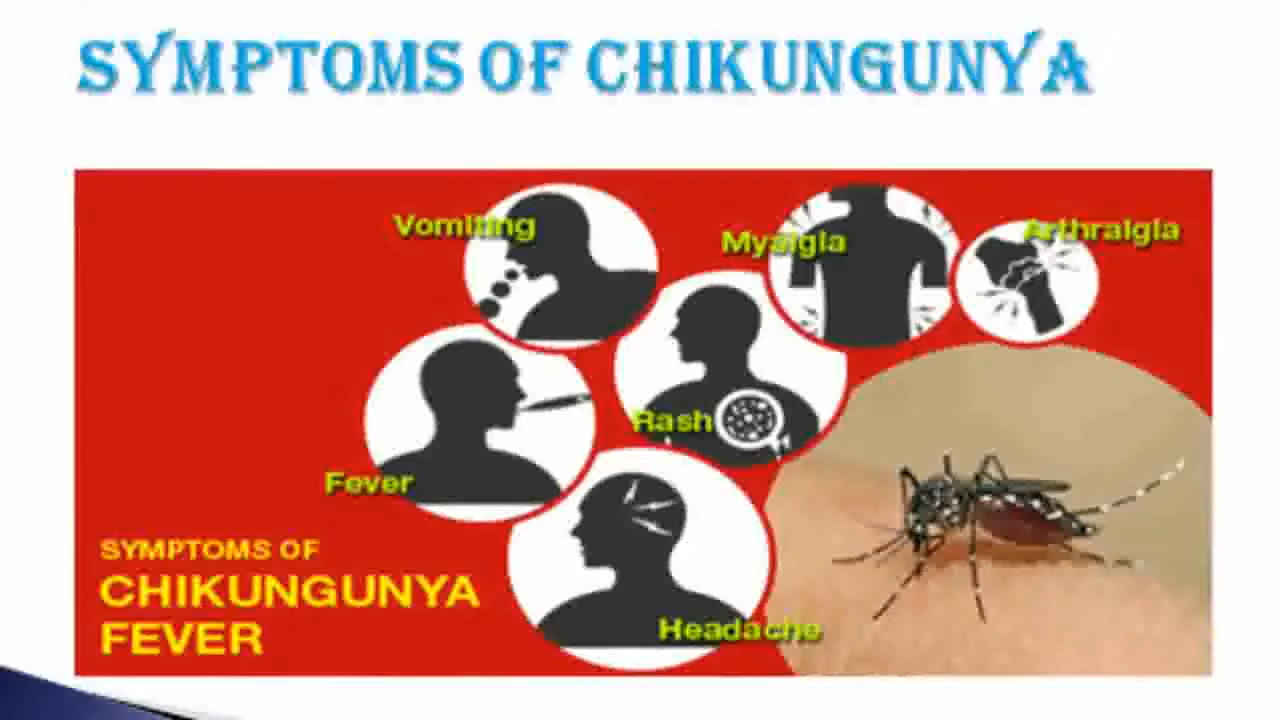 SYMPTOMS OF CHIKUNGUNYA
Vomiting
Myalgia
Arthralgia
Rash
Fever
Headache
SYMPTOMS OF
CHIKUNGUNYA
FEVER